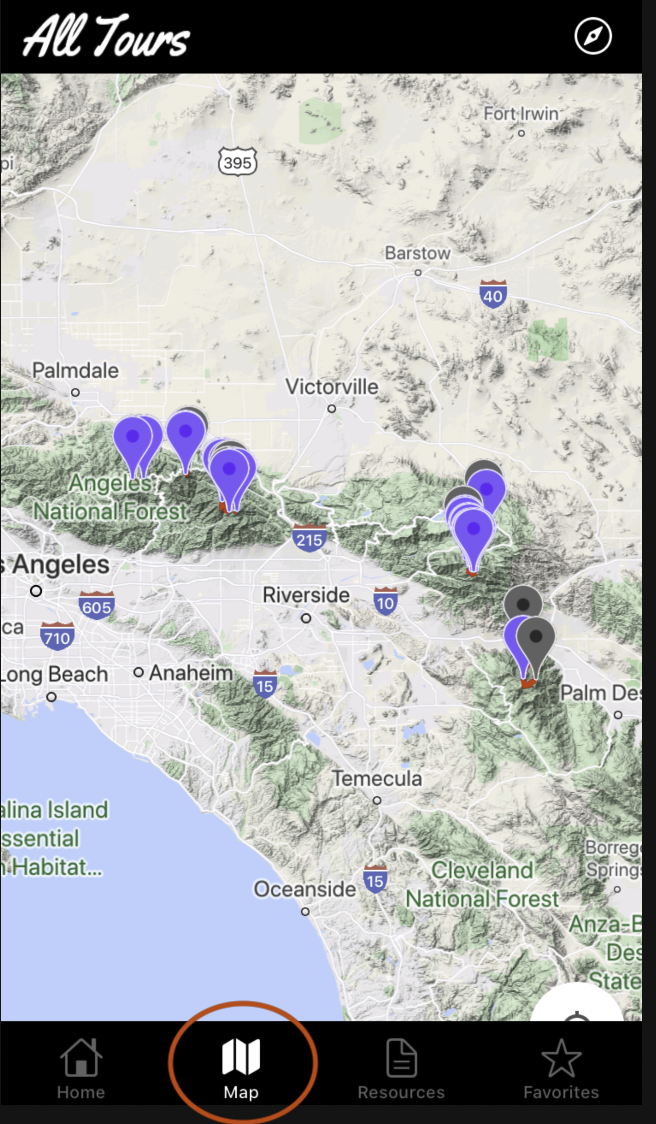 All Tours
Fort Irwin
395
pi
Barstow
40
Palmdale
Victorville
Angeles
National Forest
215
s Angeles
605
Riverside
10
ca
710
Long Beach
Anaheim
15
Palm Des
Temecula
alina Island
ssential
n Habitat...
Borrego
Springs
15
Cleveland
National Forest
Oceanside
Anza-B
Des
State
Home
Map
Resources
Favorites